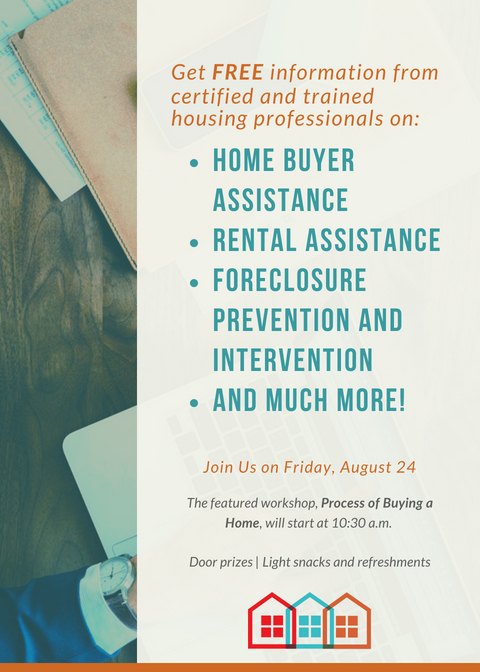 Get FREE information from
certified and trained
housing professionals on:
• HOME BUYER
ASSISTANCE
• RENTAL ASSISTANCE
• FORECLOSURE
PREVENTION AND
INTERVENTION
• AND MUCH MORE!
Join Us on Friday, August 24
The featured workshop, Process of Buying a
Home, will start at 10:30 a.m.
Door prizes | Light snacks and refreshments